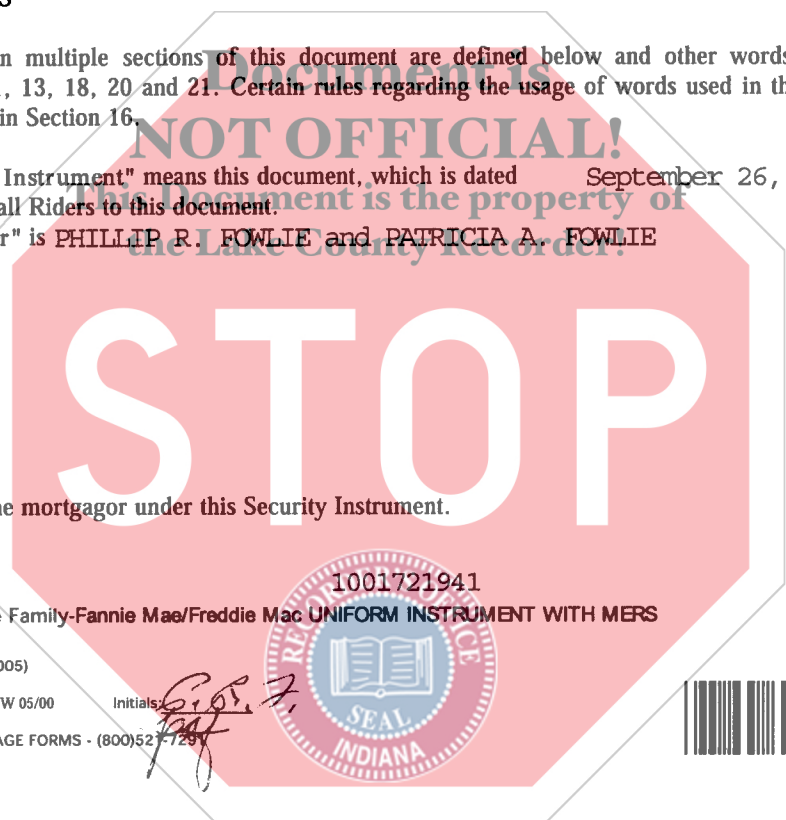 S
n multiple sections of this document are defined below and other words
, 13, 18, 20 and 21. Certain rules regarding the usage of words used in th
in Section 16.
Document is
NOT OFFICIAL!
This Document is the property of
the Lake County Recorder!
Instrument" means this document, which is dated September 26,
all Riders to this document.
r" is PHILLIP R. FOWLIE and PATRICIA A. FOWLIE
STOP
he mortgagor under this Security Instrument.
1001721941
Family-Fannie Mae/Freddie Mac UNIFORM INSTRUMENT WITH MERS
005)
W 05/00 Initials:
AGE FORMS - (800)521-7291
RECORDER'S OFFICE
SEAL
INDIANA